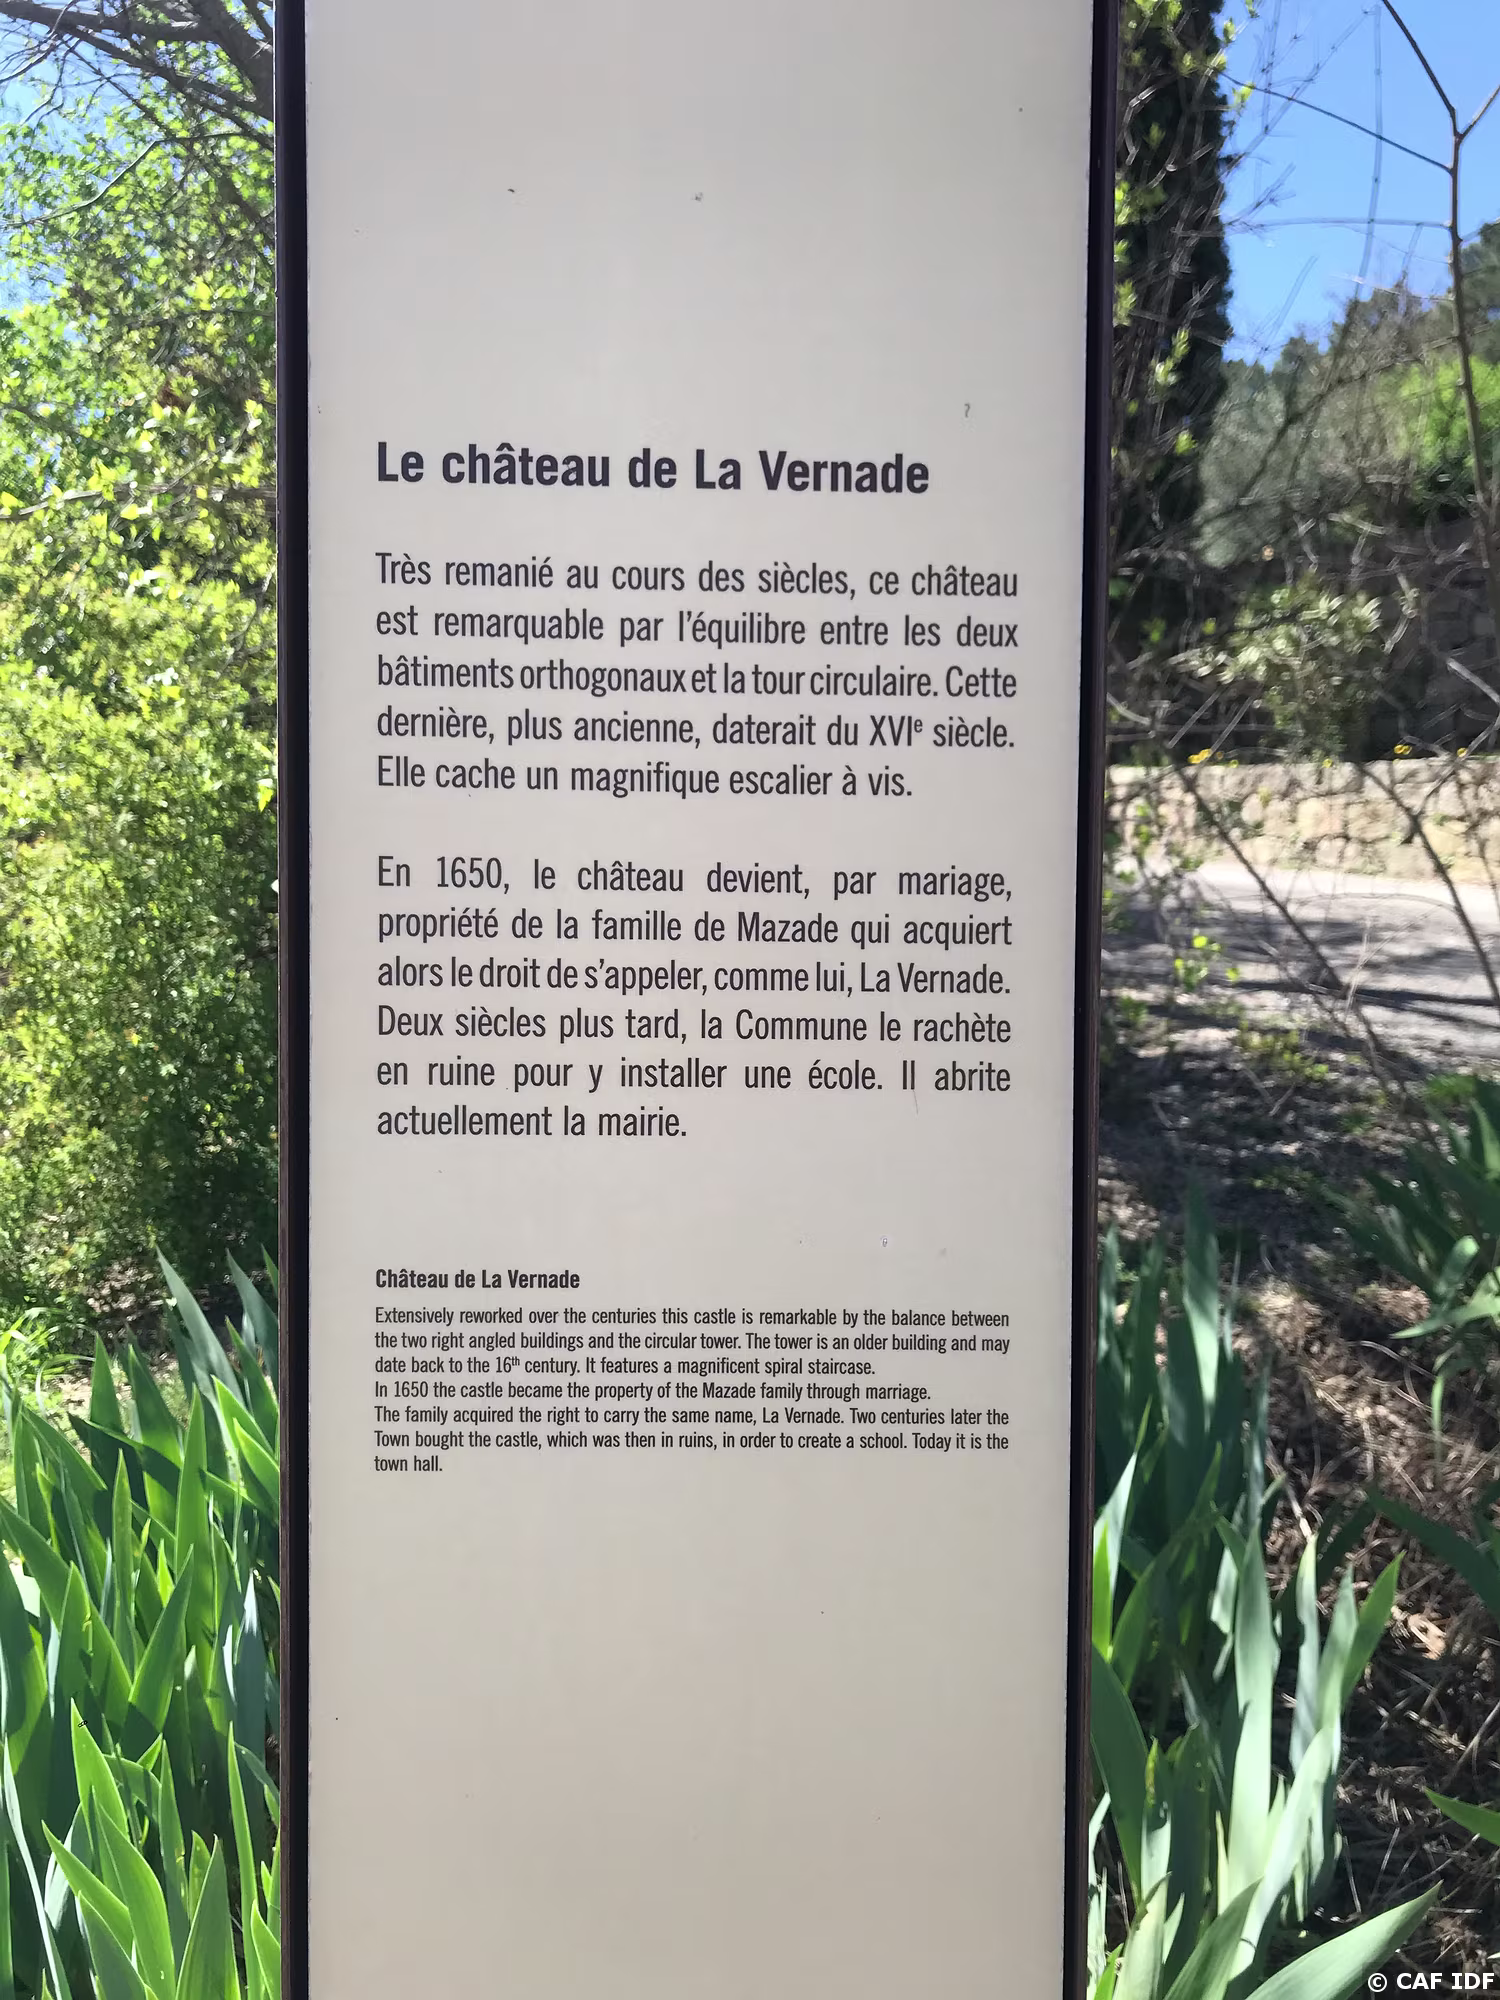 Le château de La Vernade
Très remanié au cours des siècles, ce château
est remarquable par l'équilibre entre les deux
bâtiments orthogonaux et la tour circulaire. Cette
dernière, plus ancienne, daterait du XVIe siècle.
Elle cache un magnifique escalier à vis.
En 1650, le château devient, par mariage,
propriété de la famille de Mazade qui acquiert
alors le droit de s'appeler, comme lui, La Vernade.
Deux siècles plus tard, la Commune le rachète
en ruine pour y installer une école. Il abrite
actuellement la mairie.
Château de La Vernade
Extensively reworked over the centuries this castle is remarkable by the balance between
the two right angled buildings and the circular tower. The tower is an older building and may
date back to the 16th century. It features a magnificent spiral staircase.
In 1650 the castle became the property of the Mazade family through marriage.
The family acquired the right to carry the same name, La Vernade. Two centuries later the
Town bought the castle, which was then in ruins, in order to create a school. Today it is the
town hall.
© CAF IDF